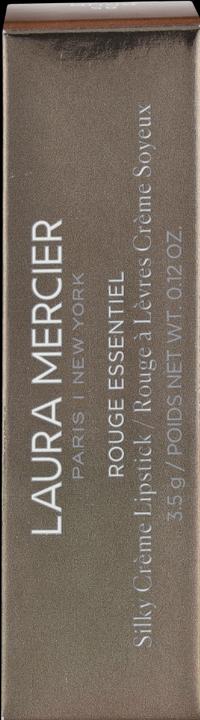 LAURA MERCIER
PARIS | NEW YORK
ROUGE ESSENTIEL
Silky Crème Lipstick / Rouge à Lèvres Crème Soyeux
3.5 g / POIDS NET WT. 0.12 OZ.